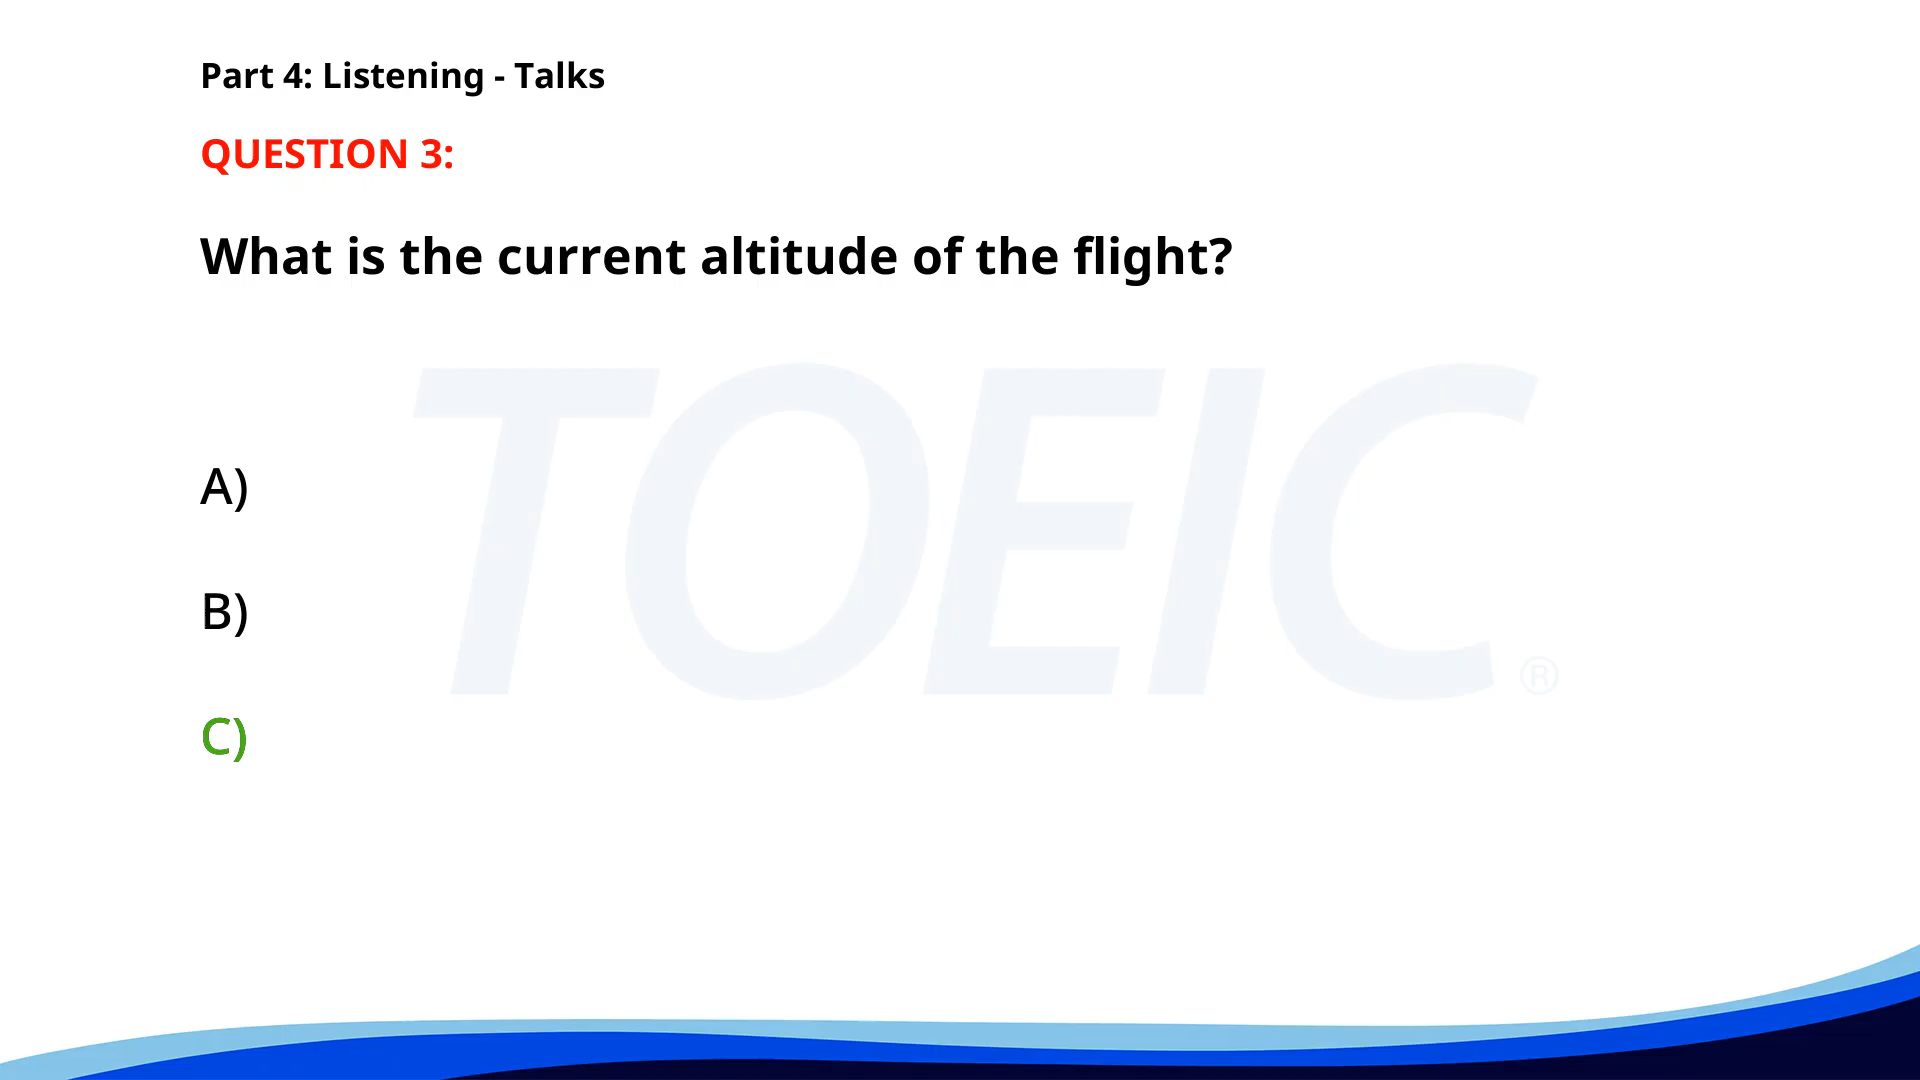 Part 4: Listening - Talks
QUESTION 3:
What is the current altitude of the flight?
TOEIC ®
A)
B)
C)